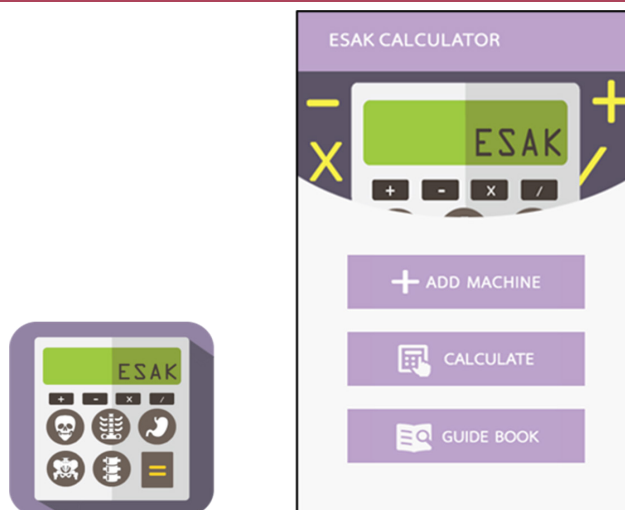 ESAK CALCULATOR
ESAK
+ - x /
ADD MACHINE
CALCULATE
GUIDE BOOK
ESAK
+ - x /
=